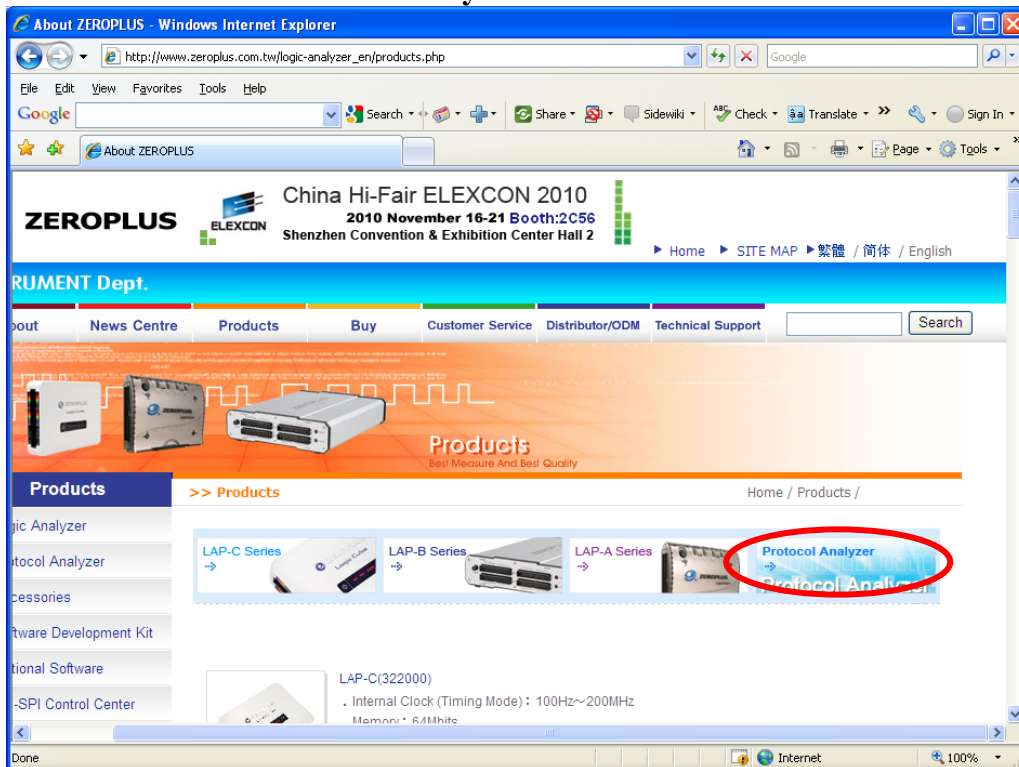 About ZEROPLUS - Windows Internet Explorer
http://www.zeroplus.com.tw/logic-analyzer_en/products.php
Google
File Edit View Favorites Tools Help
Google Search Share Sidewiki Check Translate Sign In
About ZEROPLUS
Page Tools
ZEROPLUS
ELEXCON
China Hi-Fair ELEXCON 2010
2010 November 16-21 Booth:2C56
Shenzhen Convention & Exhibition Center Hall 2
Home SITE MAP 繁體 / 简体 / English
RUMENT Dept.
out News Centre Products Buy Customer Service Distributor/ODM Technical Support Search
Products
Best Measure And Best Quality
Products
>> Products
Home / Products /
gic Analyzer
otocol Analyzer
cessories
ftware Development Kit
tional Software
-SPI Control Center
LAP-C Series
LAP-B Series
LAP-A Series
Protocol Analyzer
Protocol Analyzer
LAP-C(322000)
. Internal Clock (Timing Mode) : 100Hz～200MHz
Memory : 64Mbits
Done
Internet
100%